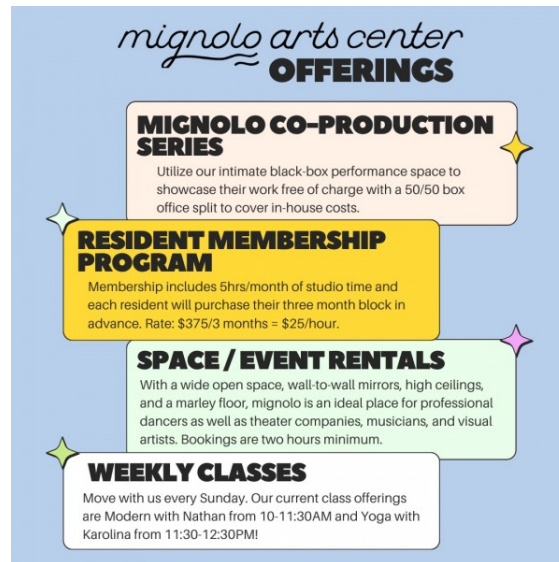 mignolo arts center
OFFERINGS
MIGNOLO CO-PRODUCTION
SERIES
Utilize our intimate black-box performance space to
showcase their work free of charge with a 50/50 box
office split to cover in-house costs.
RESIDENT MEMBERSHIP
PROGRAM
Membership includes 5hrs/month of studio time and
each resident will purchase their three month block in
advance. Rate: $375/3 months = $25/hour.
SPACE / EVENT RENTALS
With a wide open space, wall-to-wall mirrors, high ceilings,
and a marley floor, mignolo is an ideal place for professional
dancers as well as theater companies, musicians, and visual
artists. Bookings are two hours minimum.
WEEKLY CLASSES
Move with us every Sunday. Our current class offerings
are Modern with Nathan from 10-11:30AM and Yoga with
Karolina from 11:30-12:30PM!